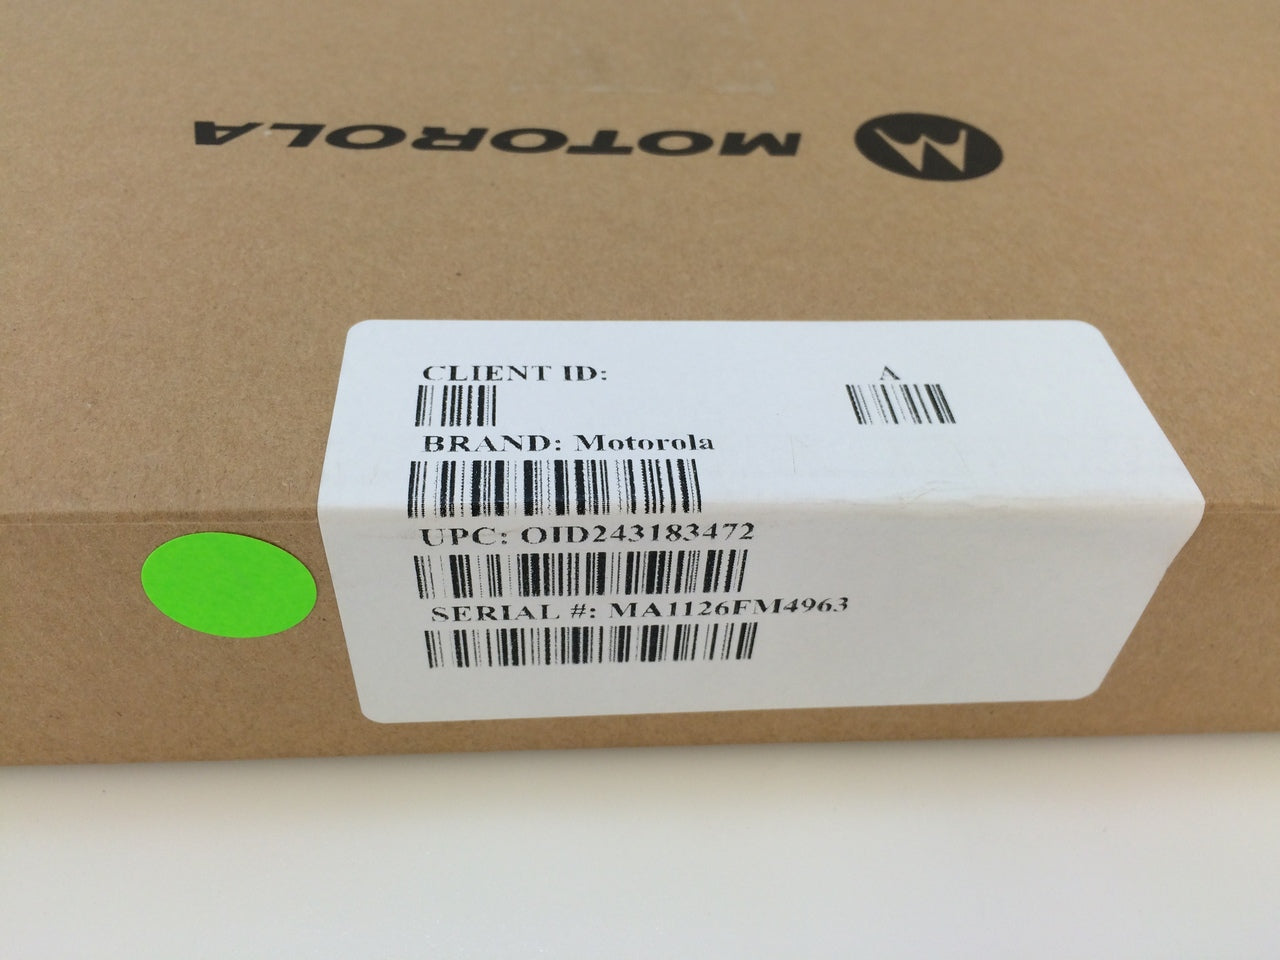 MOTOROLA
CLIENT ID:
A
BRAND: Motorola
UPC: OID243183472
SERIAL #: MA1126FM4963